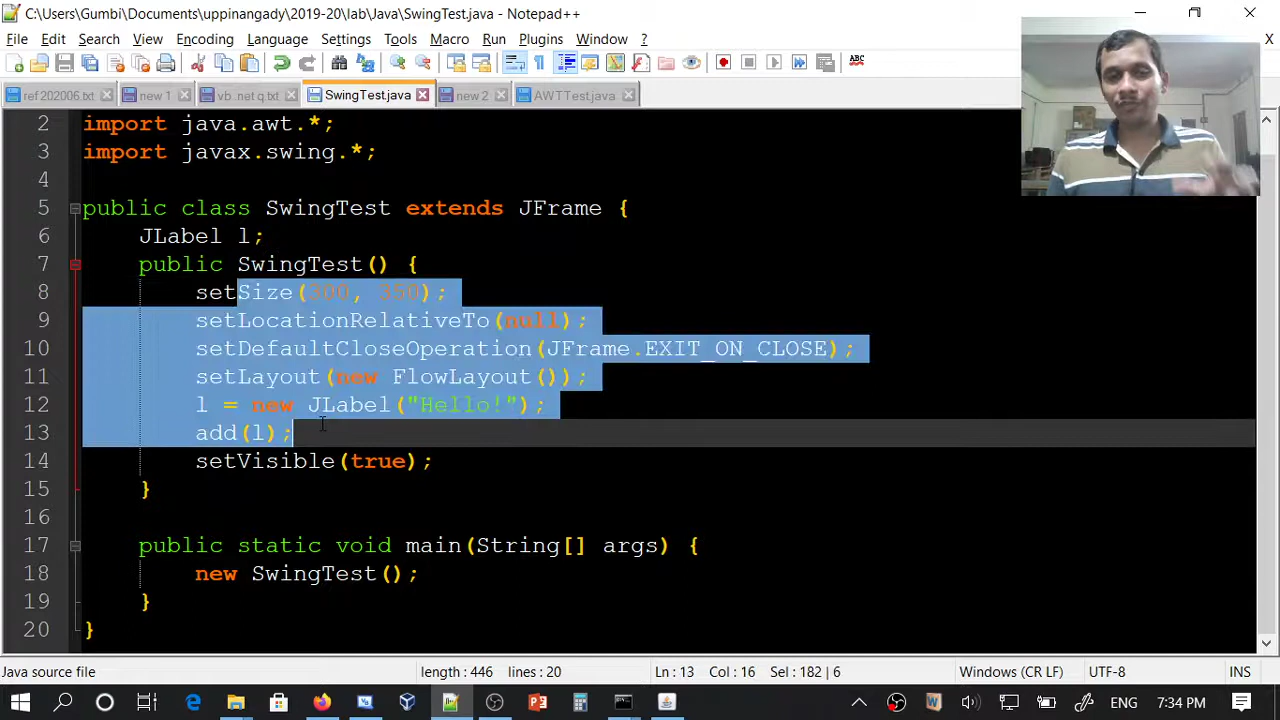 C:\Users\Gumbi\Documents\uppinangady\2019-20\lab\Java\SwingTest.java - Notepad++
File Edit Search View Encoding Language Settings Tools Macro Run Plugins Window ? X
ABC
ref 202006.txt new 1 vb .net q.txt SwingTest.java new 2 AWTTest.java
2 import java.awt.*;
3 import javax.swing.*;
4
5 public class SwingTest extends JFrame {
6 JLabel l;
7 public SwingTest() {
8 setSize(300, 350);
9 setLocationRelativeTo(null);
10 setDefaultCloseOperation(JFrame.EXIT_ON_CLOSE);
11 setLayout(new FlowLayout());
12 l = new JLabel("Hello!");
13 add(l);
14 setVisible(true);
15 }
16
17 public static void main(String[] args) {
18 new SwingTest();
19 }
20 }
Java source file length : 446 lines : 20 Ln : 13 Col : 16 Sel : 182 | 6 Windows (CR LF) UTF-8 INS
ENG 7:34 PM